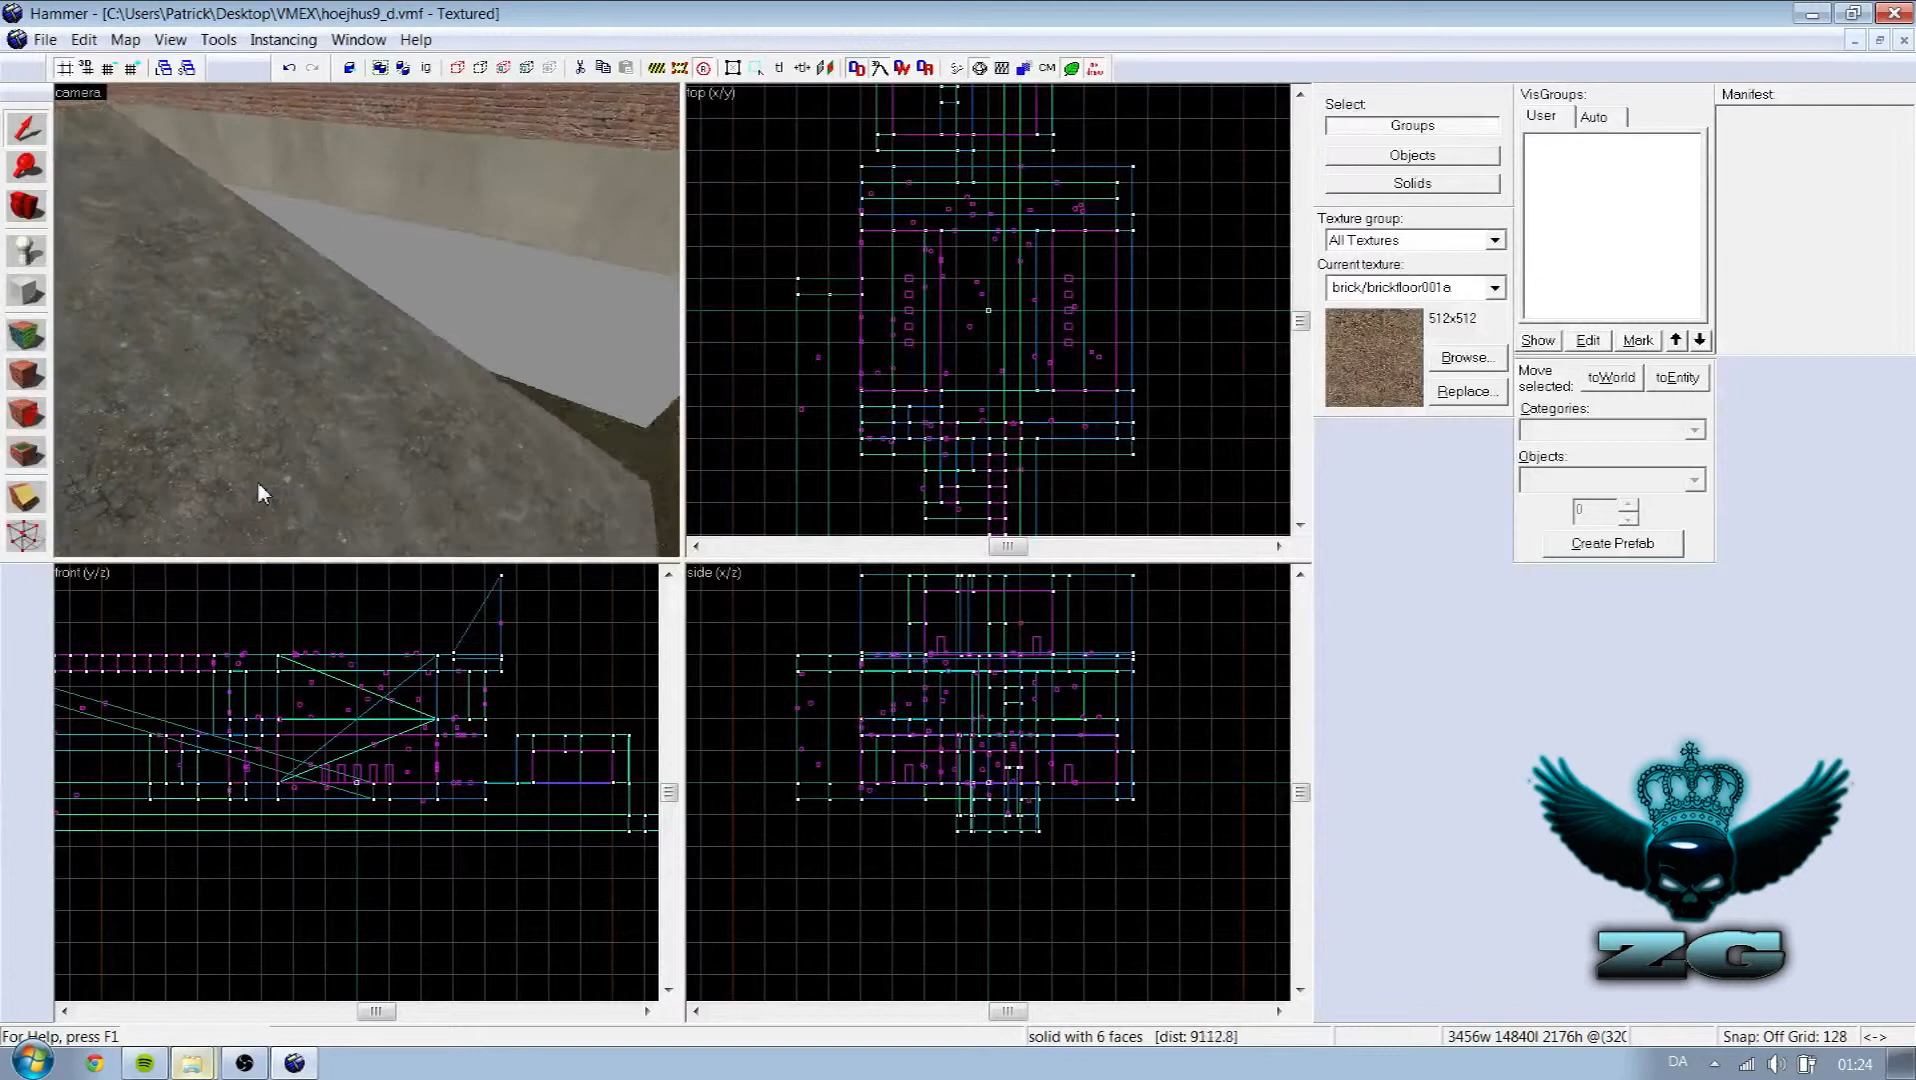 Hammer - [C:\Users\Patrick\Desktop\VMEX\hoejhus9_d.vmf - Textured]
File Edit Map View Tools Instancing Window Help
camera
top (x/y)
front (y/z)
side (x/z)
Select:
Groups
Objects
Solids
Texture group:
All Textures
Current texture:
brick/brickfloor001a
512x512
Browse...
Replace...
VisGroups:
User Auto
Show Edit Mark
Move selected: toWorld toEntity
Categories:
Objects:
0
Create Prefab
Manifest:
ZG
For Help, press F1
solid with 6 faces [dist: 9112.8]
3456w 14840l 2176h @(320
Snap: Off Grid: 128 <->
DA 01:24